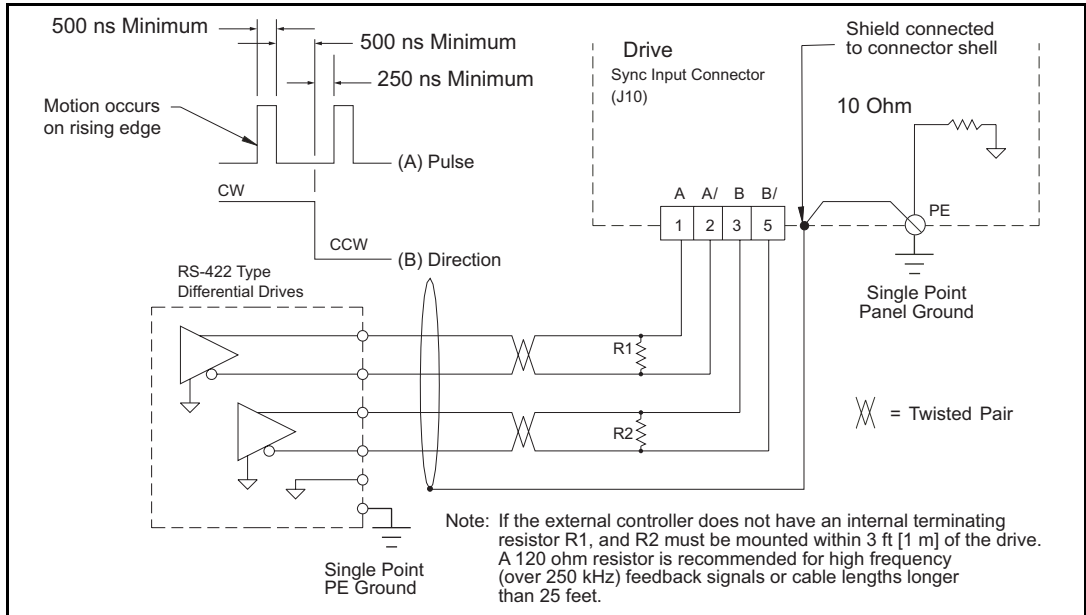 500 ns Minimum
500 ns Minimum
250 ns Minimum
Motion occurs
on rising edge
(A) Pulse
CW
CCW
(B) Direction
Drive
Sync Input Connector
(J10)
Shield connected
to connector shell
10 Ohm
A A/ B B/
1 2 3 5
PE
Single Point
Panel Ground
RS-422 Type
Differential Drives
R1
R2
= Twisted Pair
Single Point
PE Ground
Note: If the external controller does not have an internal terminating
resistor R1, and R2 must be mounted within 3 ft [1 m] of the drive.
A 120 ohm resistor is recommended for high frequency
(over 250 kHz) feedback signals or cable lengths longer
than 25 feet.